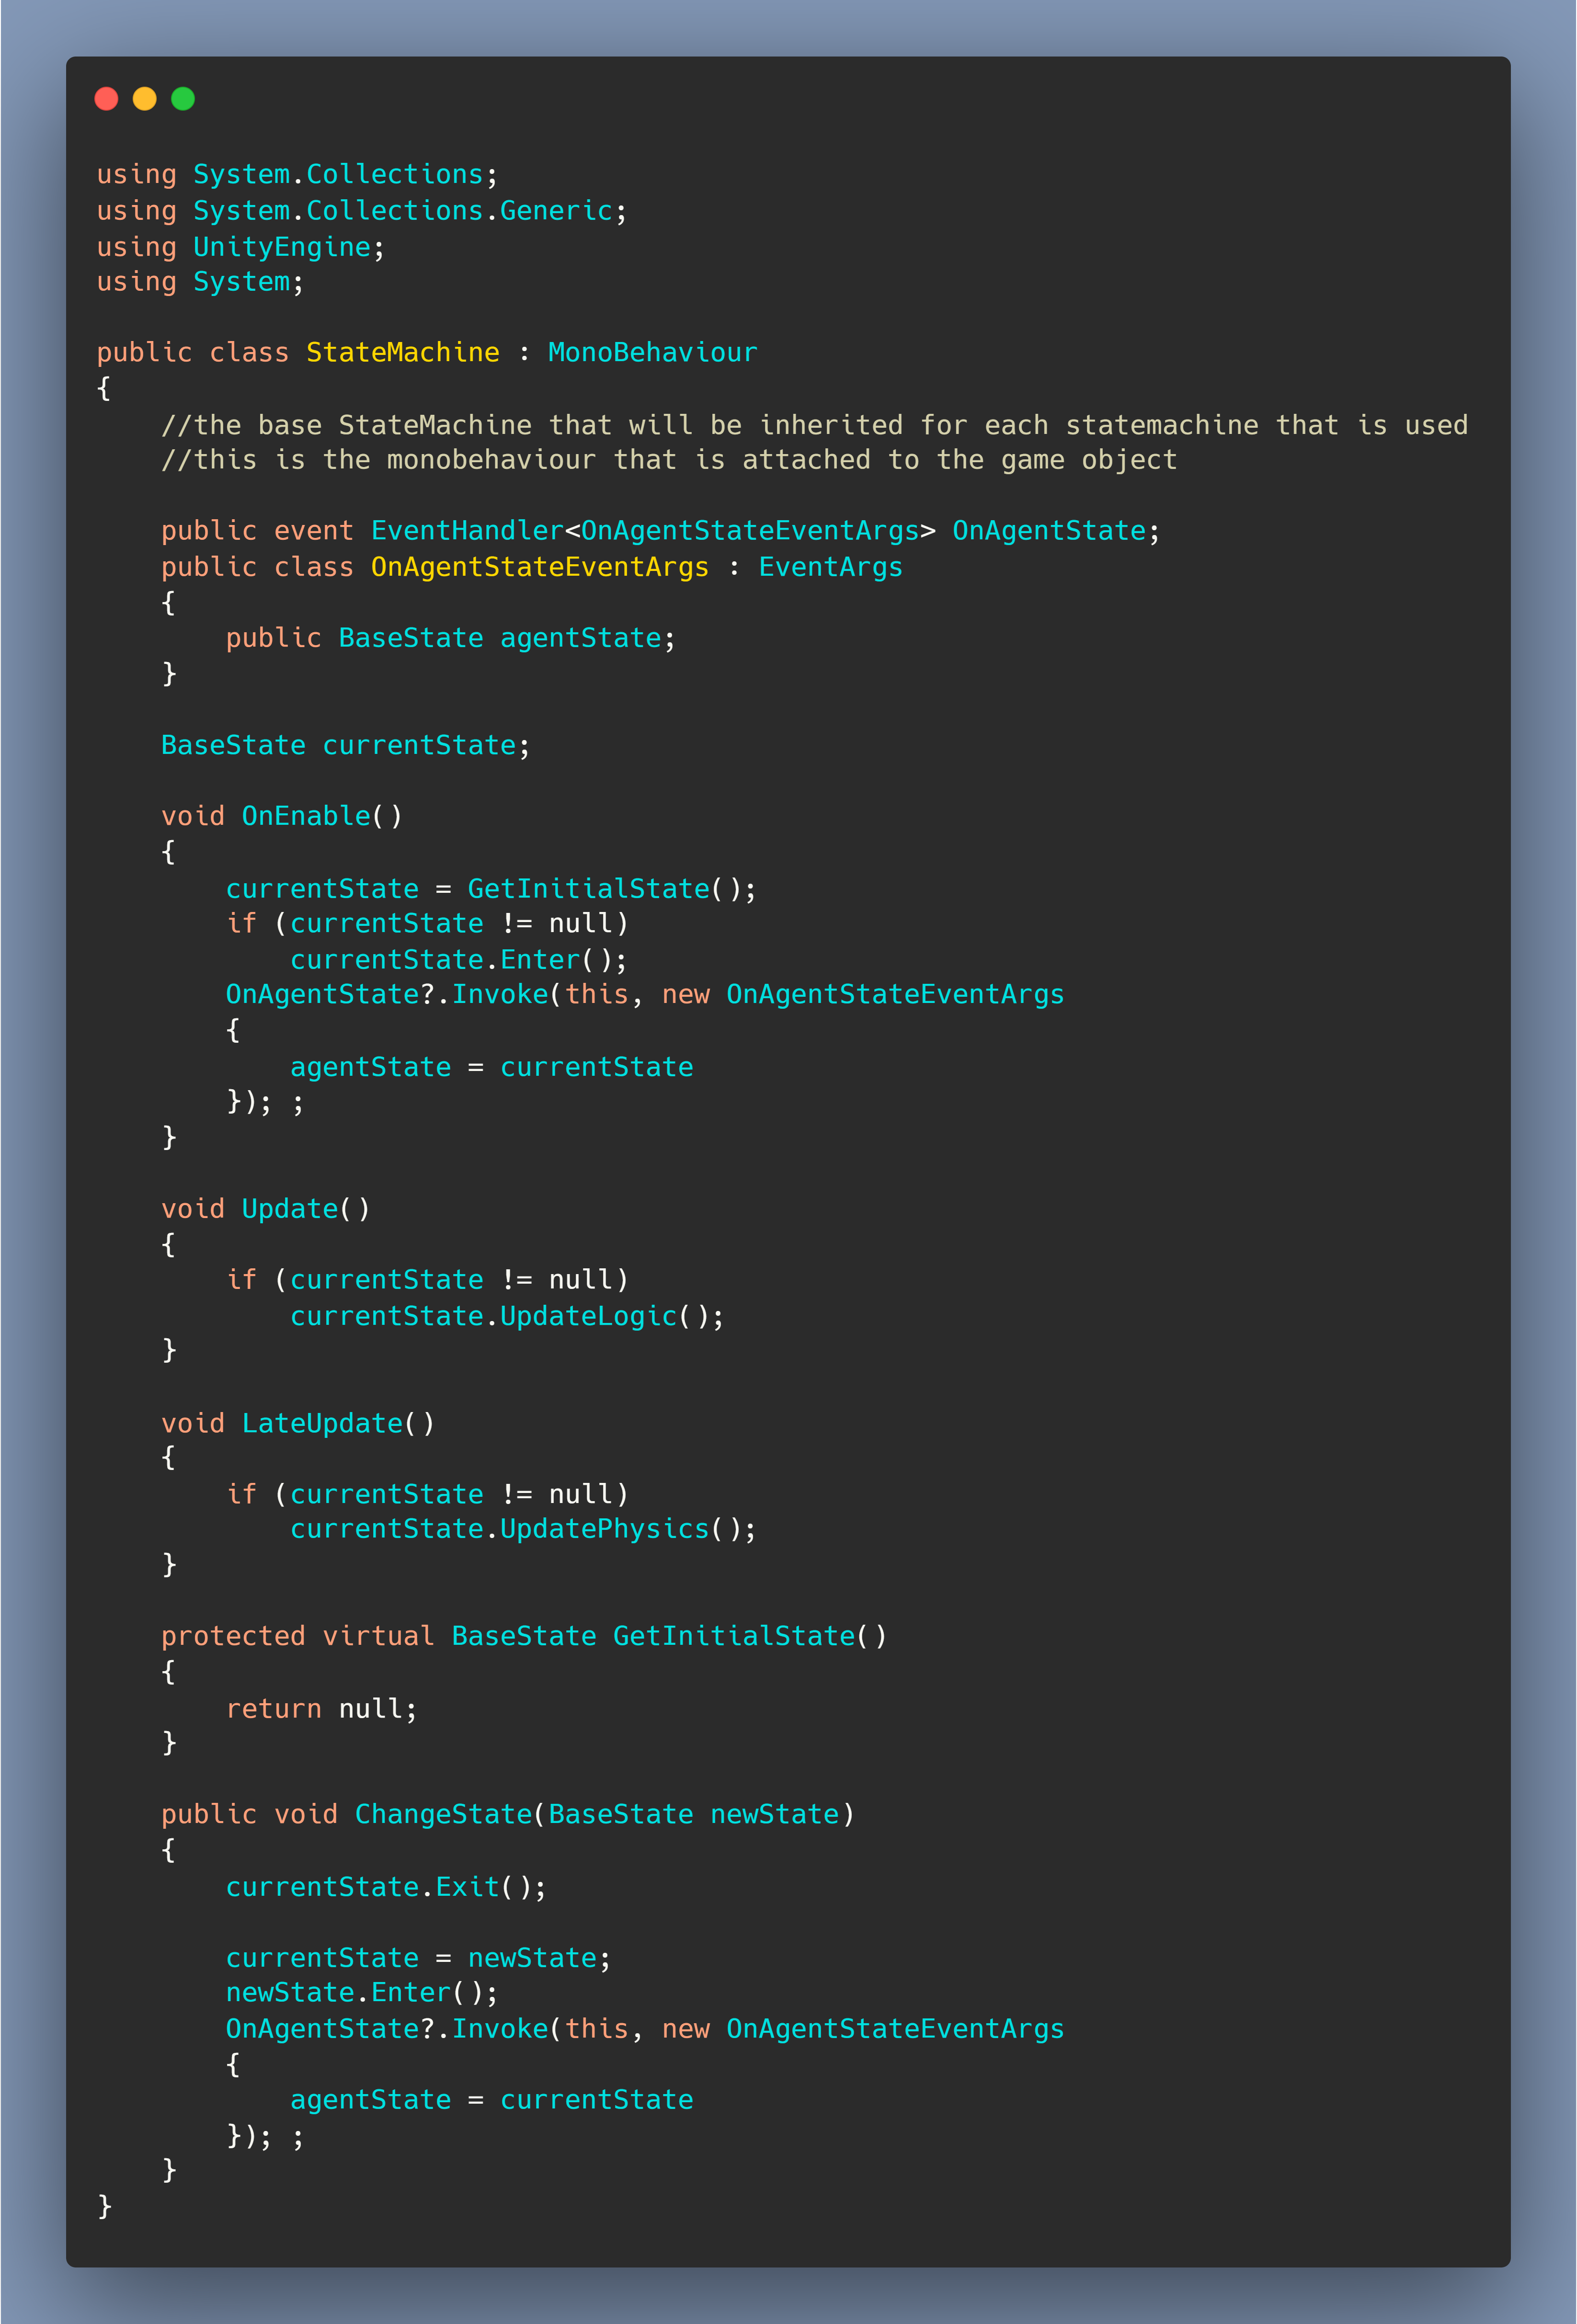 using System.Collections;
using System.Collections.Generic;
using UnityEngine;
using System;

public class StateMachine : MonoBehaviour
{
    //the base StateMachine that will be inherited for each statemachine that is used
    //this is the monobehaviour that is attached to the game object

    public event EventHandler<OnAgentStateEventArgs> OnAgentState;
    public class OnAgentStateEventArgs : EventArgs
    {
        public BaseState agentState;
    }

    BaseState currentState;

    void OnEnable()
    {
        currentState = GetInitialState();
        if (currentState != null)
            currentState.Enter();
        OnAgentState?.Invoke(this, new OnAgentStateEventArgs
        {
            agentState = currentState
        }); ;
    }

    void Update()
    {
        if (currentState != null)
            currentState.UpdateLogic();
    }

    void LateUpdate()
    {
        if (currentState != null)
            currentState.UpdatePhysics();
    }

    protected virtual BaseState GetInitialState()
    {
        return null;
    }

    public void ChangeState(BaseState newState)
    {
        currentState.Exit();

        currentState = newState;
        newState.Enter();
        OnAgentState?.Invoke(this, new OnAgentStateEventArgs
        {
            agentState = currentState
        }); ;
    }
}